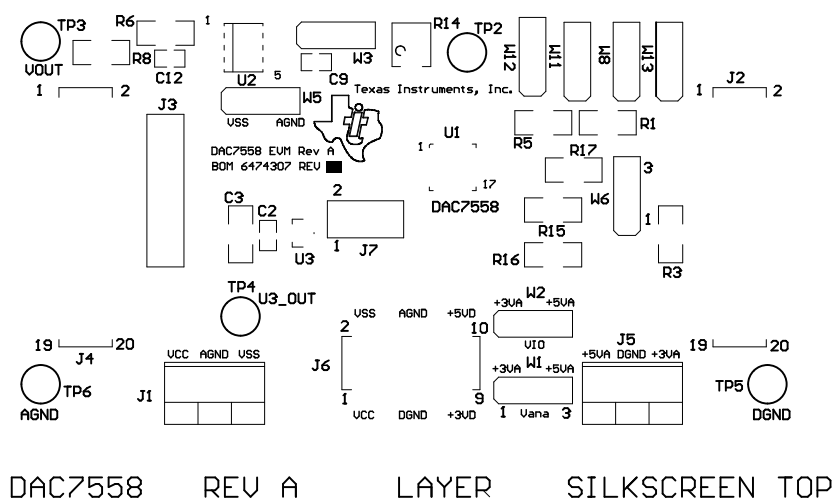 TP3
VOUT
R6
1
R8
C12
U2
5
C9
W3
R14
TP2
W12
W11
W8
W13
1 2
J3
1 2
J2
W5
VSS AGND
Texas Instruments, Inc.
DAC7558 EVM Rev A
BOM 6474307 REV
U1
1
17
DAC7558
R5
R1
R17
3
W6
1
R15
R16
R3
C3
C2
U3
2
1
J7
TP4
U3_OUT
19 20
J4
TP6
AGND
VCC AGND VSS
J1
VSS AGND +5VD
2 10
J6
1 9
VCC DGND +3VD
W2
+3VA +5VA
VIO
W1
+3VA +5VA
1 Vana 3
J5
+5VA DGND +3VA
19 20
TP5
DGND
DAC7558 REV A LAYER SILKSCREEN TOP